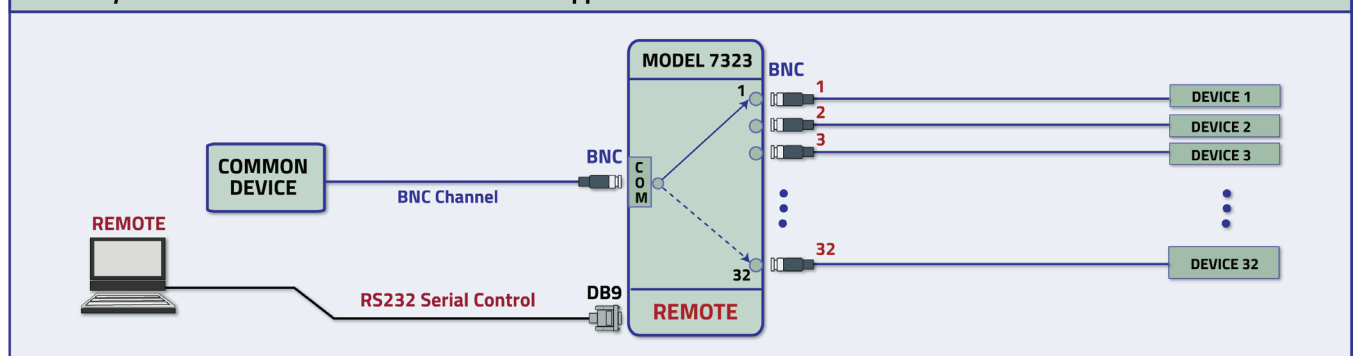 MODEL 7323
BNC
1
1
DEVICE 1
2
DEVICE 2
3
DEVICE 3
COMMON
DEVICE
BNC
C
O
M
BNC Channel
REMOTE
32
32
DEVICE 32
RS232 Serial Control
DB9
REMOTE